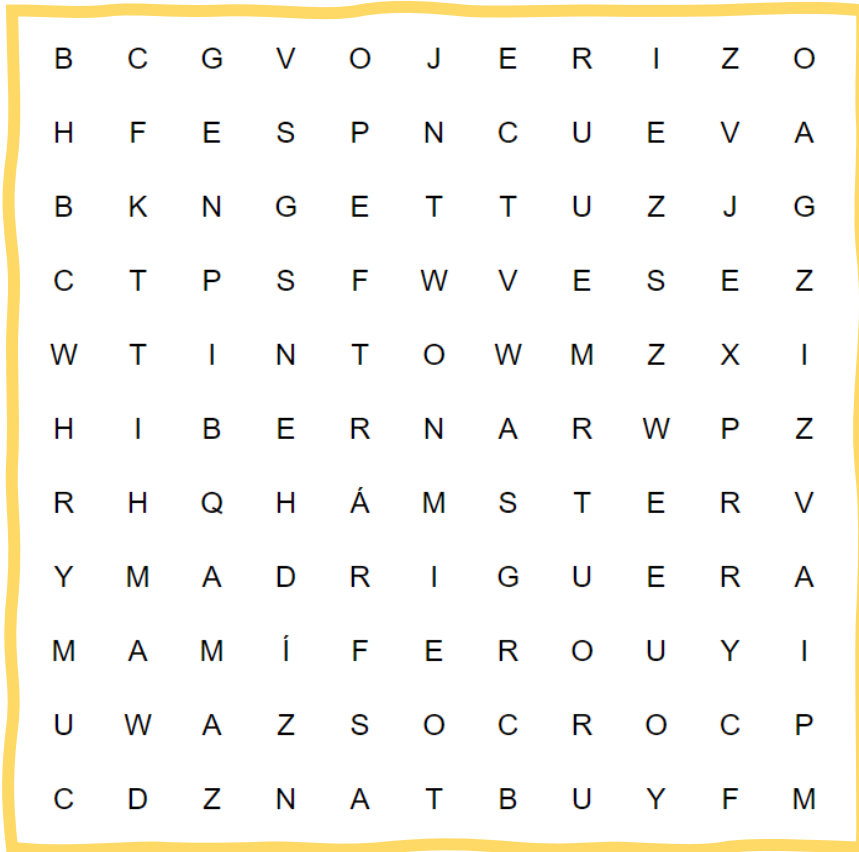 B C G V O J E R I Z O
H F E S P N C U E V A
B K N G E T T U Z J G
C T P S F W V E S E Z
W T I N T O W M Z X I
H I B E R N A R W P Z
R H Q H Á M S T E R V
Y M A D R I G U E R A
M A M Í F E R O U Y I
U W A Z S O C R O C P
C D Z N A T B U Y F M